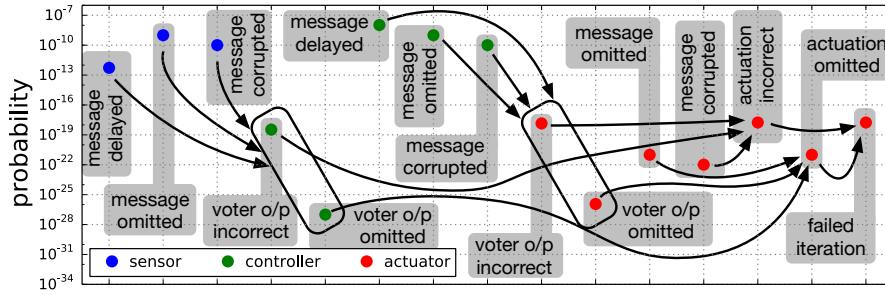 probability
10⁻⁷
10⁻¹⁰
10⁻¹³
10⁻¹⁶
10⁻¹⁹
10⁻²²
10⁻²⁵
10⁻²⁸
10⁻³¹
10⁻³⁴
message
delayed
message
omitted
message
corrupted
voter o/p
incorrect
voter o/p
omitted
message
delayed
message
omitted
message
corrupted
voter o/p
incorrect
voter o/p
omitted
message
omitted
message
corrupted
actuation
incorrect
actuation
omitted
failed
iteration
sensor
controller
actuator